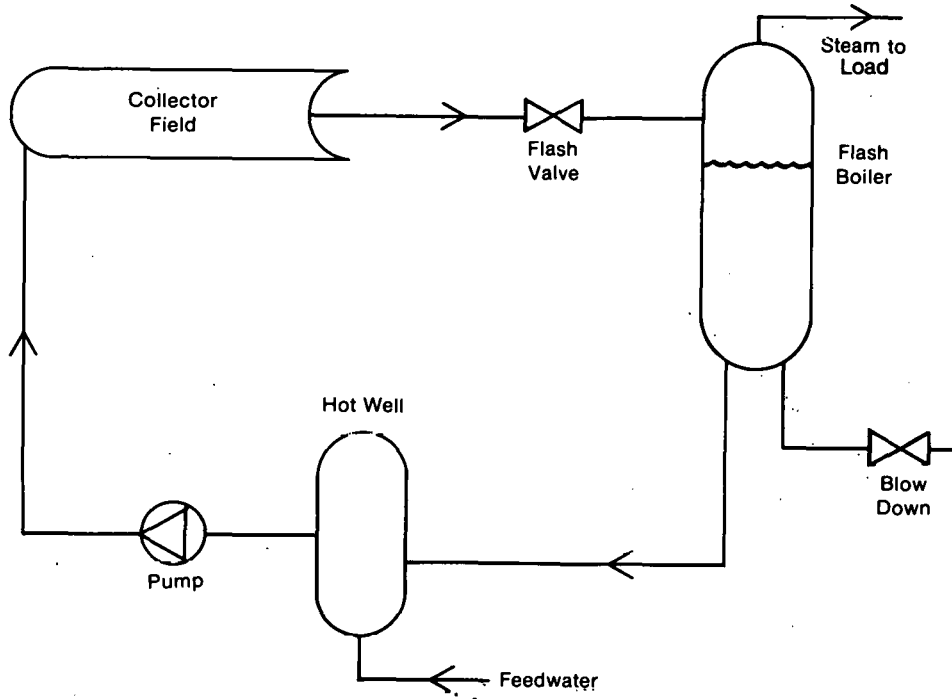 Steam to
Load
Collector
Field
Flash
Valve
Flash
Boiler
Hot Well
Blow
Down
Pump
Feedwater